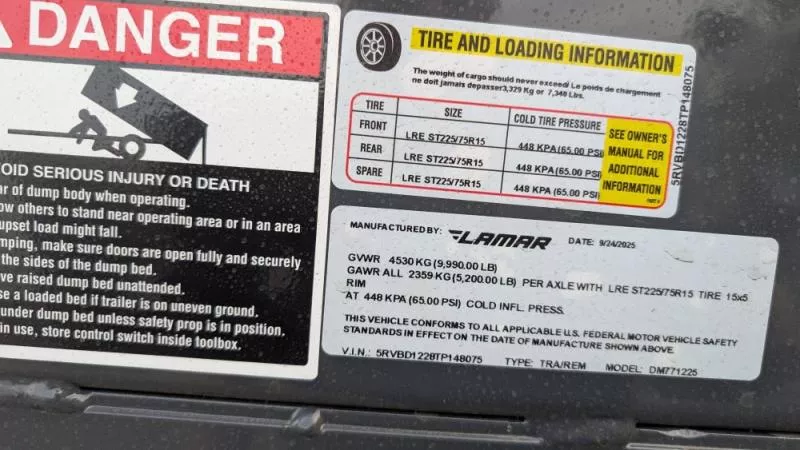 DANGER
OID SERIOUS INJURY OR DEATH
ar of dump body when operating.
ow others to stand near operating area or in an area
upset load might fall.
mping, make sure doors are open fully and securely
the sides of the dump bed.
ve raised dump bed unattended.
se a loaded bed if trailer is on uneven ground.
under dump bed unless safety prop is in position.
in use, store control switch inside toolbox.
TIRE AND LOADING INFORMATION
The weight of cargo should never exceed/ Le poids de chargement
ne doit jamais depasser3,329 Kg or 7,340 Lbs.
TIRE SIZE COLD TIRE PRESSURE
FRONT LRE ST225/75R15 448 KPA(65.00 PSI)
REAR LRE ST225/75R15 448 KPA(65.00 PSI)
SPARE LRE ST225/75R15 448 KPA(65.00 PSI)
SEE OWNER'S
MANUAL FOR
ADDITIONAL
INFORMATION
5RVBD1228TP148075
MANUFACTURED BY: LAMAR DATE: 9/24/2025
GVWR 4530 KG (9,990.00 LB)
GAWR ALL 2359 KG (5,200.00 LB) PER AXLE WITH LRE ST225/75R15 TIRE 15x5
RIM
AT 448 KPA (65.00 PSI) COLD INFL. PRESS.
THIS VEHICLE CONFORMS TO ALL APPLICABLE U.S. FEDERAL MOTOR VEHICLE SAFETY
STANDARDS IN EFFECT ON THE DATE OF MANUFACTURE SHOWN ABOVE.
V.I.N.: 5RVBD1228TP148075 TYPE: TRA/REM MODEL: DM771225